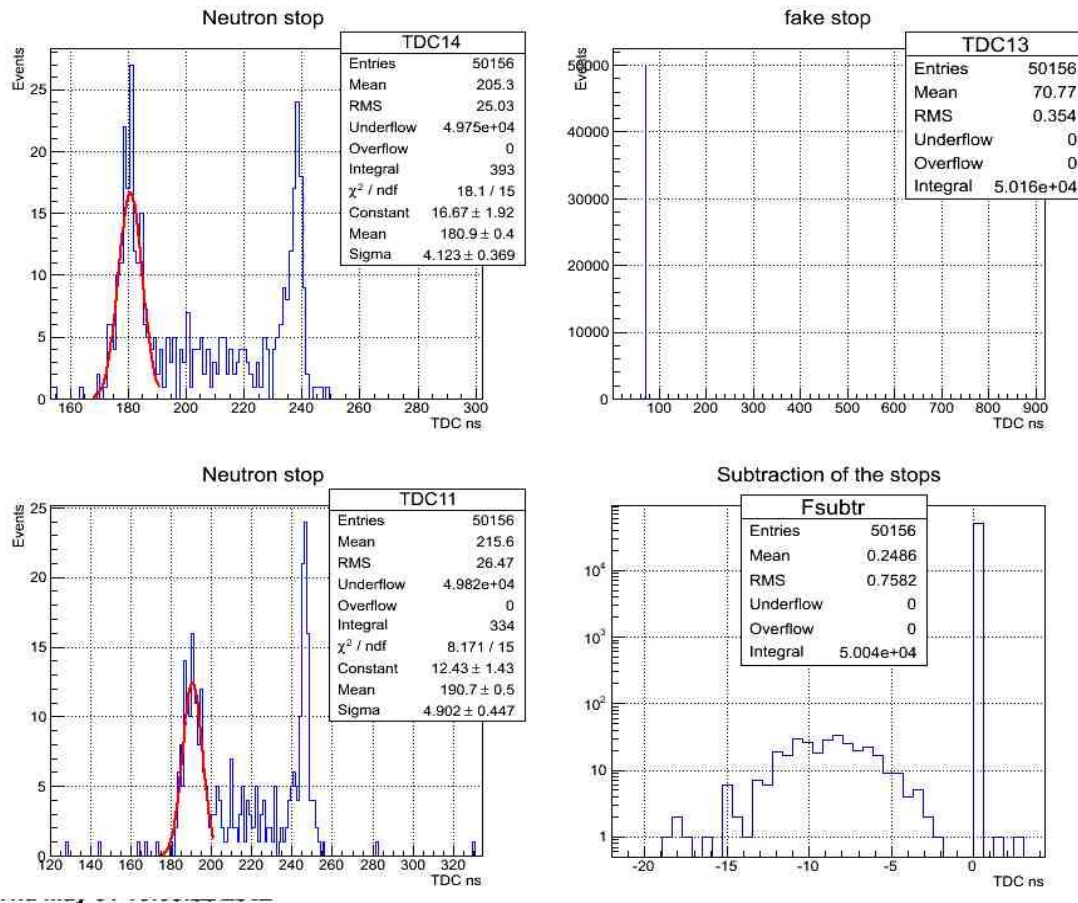 Neutron stop
TDC14
Entries 50156
Mean 205.3
RMS 25.03
Underflow 4.975e+04
Overflow 0
Integral 393
χ² / ndf 18.1 / 15
Constant 16.67 ± 1.92
Mean 180.9 ± 0.4
Sigma 4.123 ± 0.369
Events
25
20
15
10
5
0
160 180 200 220 240 260 280 300
TDC ns
fake stop
TDC13
Entries 50156
Mean 70.77
RMS 0.354
Underflow 0
Overflow 0
Integral 5.016e+04
Events
50000
40000
30000
20000
10000
0
100 200 300 400 500 600 700 800 900
TDC ns
Neutron stop
TDC11
Entries 50156
Mean 215.6
RMS 26.47
Underflow 4.982e+04
Overflow 0
Integral 334
χ² / ndf 8.171 / 15
Constant 12.43 ± 1.43
Mean 190.7 ± 0.5
Sigma 4.902 ± 0.447
Events
25
20
15
10
5
0
120 140 160 180 200 220 240 260 280 300 320
TDC ns
Subtraction of the stops
Fsubtr
Entries 50156
Mean 0.2486
RMS 0.7582
Underflow 0
Overflow 0
Integral 5.004e+04
10⁴
10³
10²
10
1
-20 -15 -10 -5 0
TDC ns